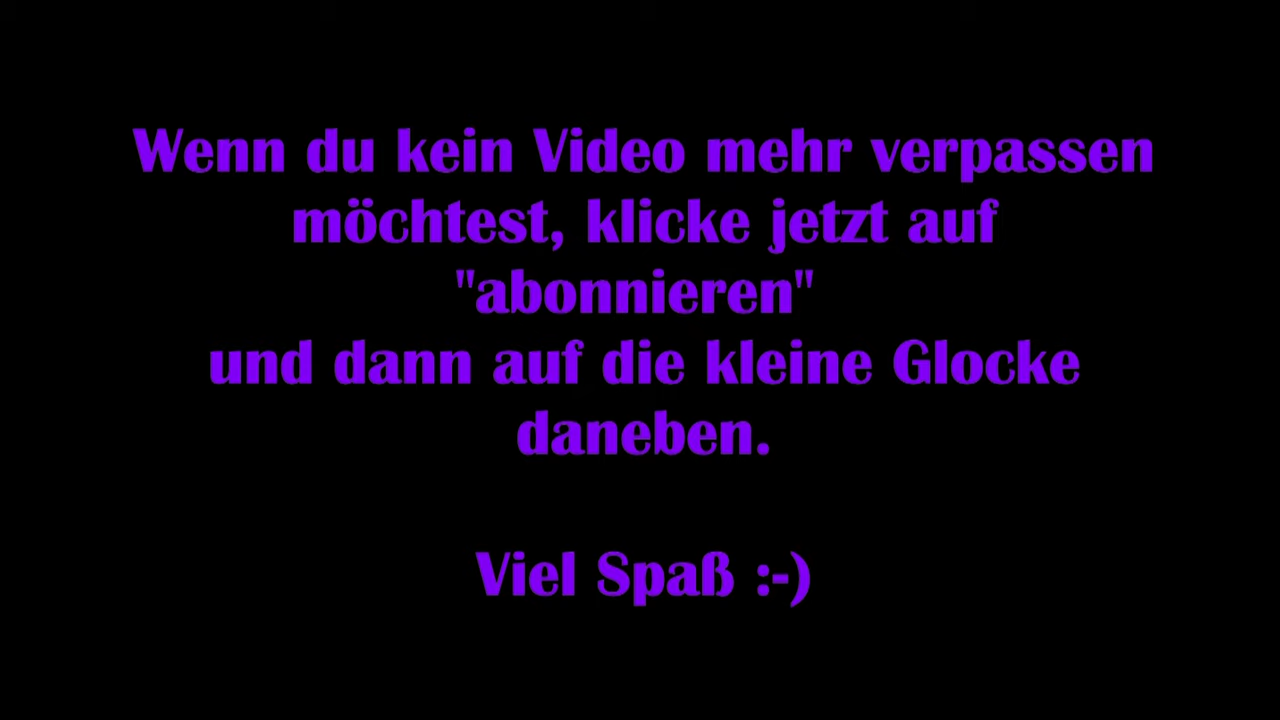 Wenn du kein Video mehr verpassen
möchtest, klicke jetzt auf
"abonnieren"
und dann auf die kleine Glocke
daneben.
Viel Spaß :-)